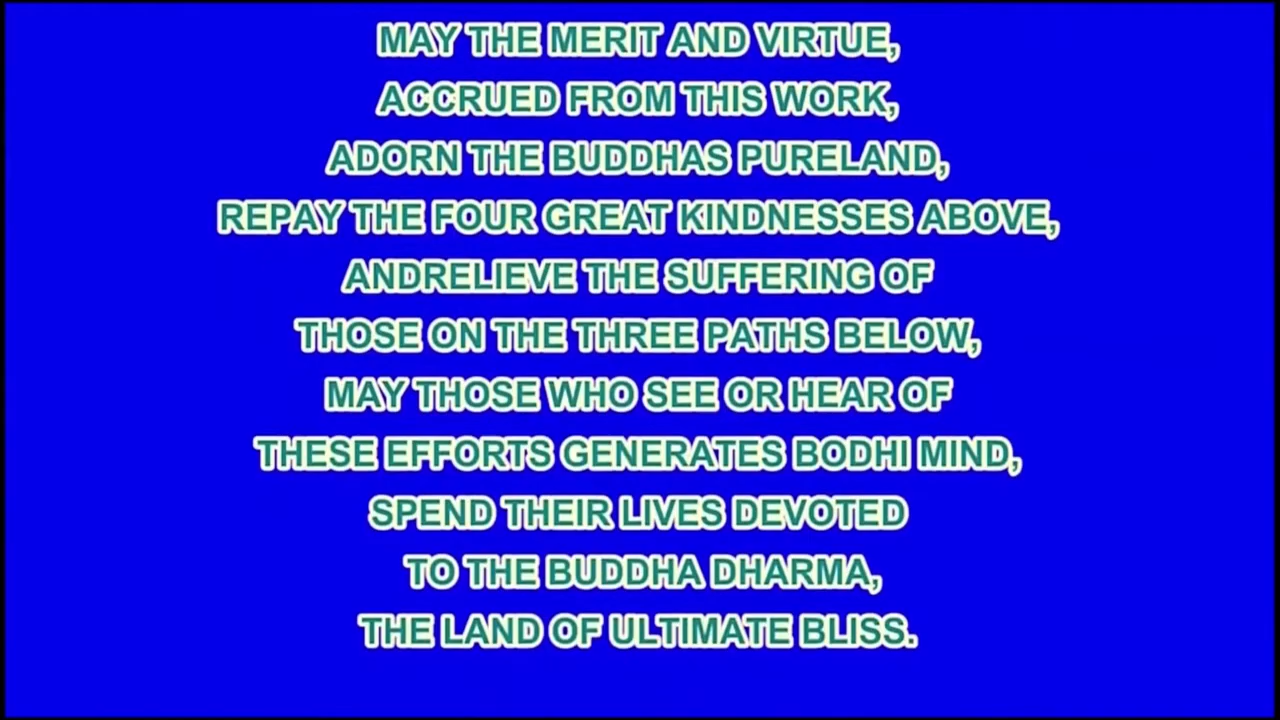 MAY THE MERIT AND VIRTUE,
ACCRUED FROM THIS WORK,
ADORN THE BUDDHAS PURELAND,
REPAY THE FOUR GREAT KINDNESSES ABOVE,
ANDRELIEVE THE SUFFERING OF
THOSE ON THE THREE PATHS BELOW,
MAY THOSE WHO SEE OR HEAR OF
THESE EFFORTS GENERATES BODHI MIND,
SPEND THEIR LIVES DEVOTED
TO THE BUDDHA DHARMA,
THE LAND OF ULTIMATE BLISS.